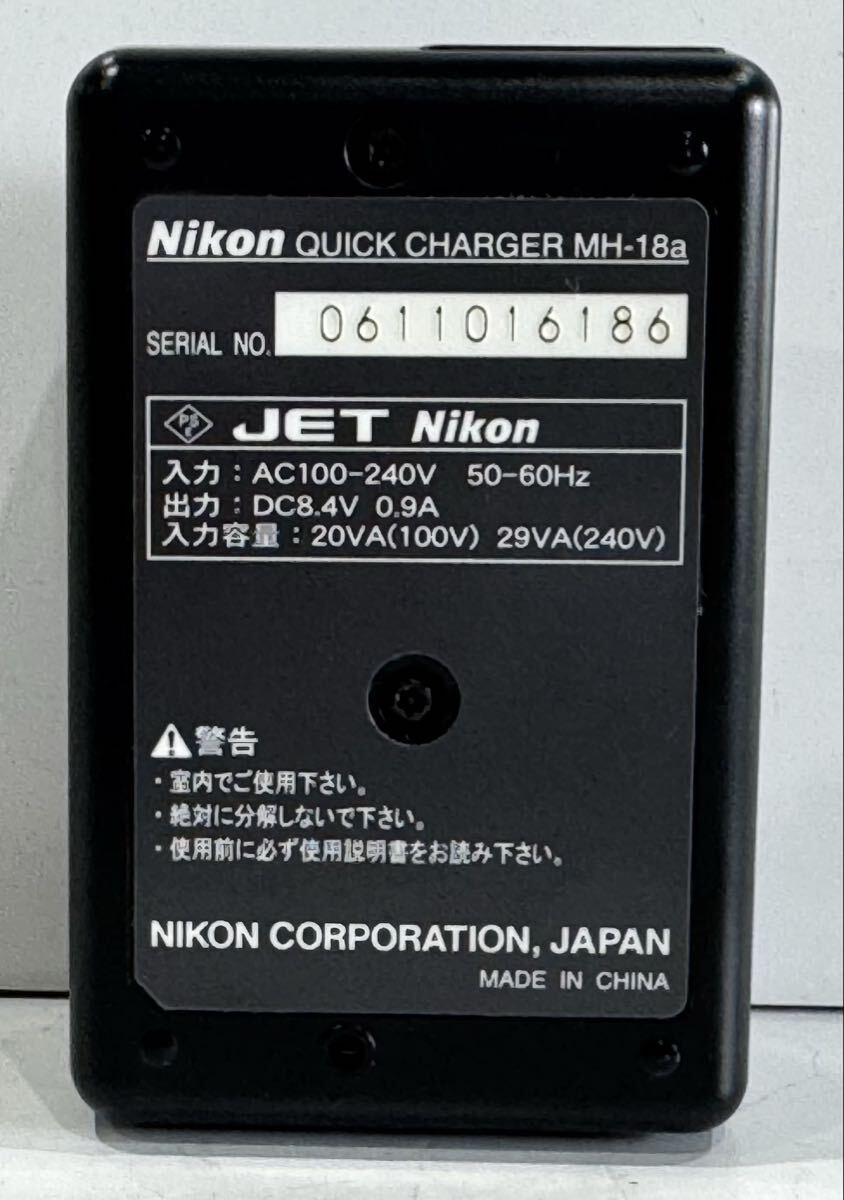 Nikon QUICK CHARGER MH-18a
SERIAL NO. 0611016186
PS E JET Nikon
入力：AC100-240V 50-60Hz
出力：DC8.4V 0.9A
入力容量：20VA(100V) 29VA(240V)
警告
・室内でご使用下さい。
・絶対に分解しないで下さい。
・使用前に必ず使用説明書をお読み下さい。
NIKON CORPORATION, JAPAN
MADE IN CHINA